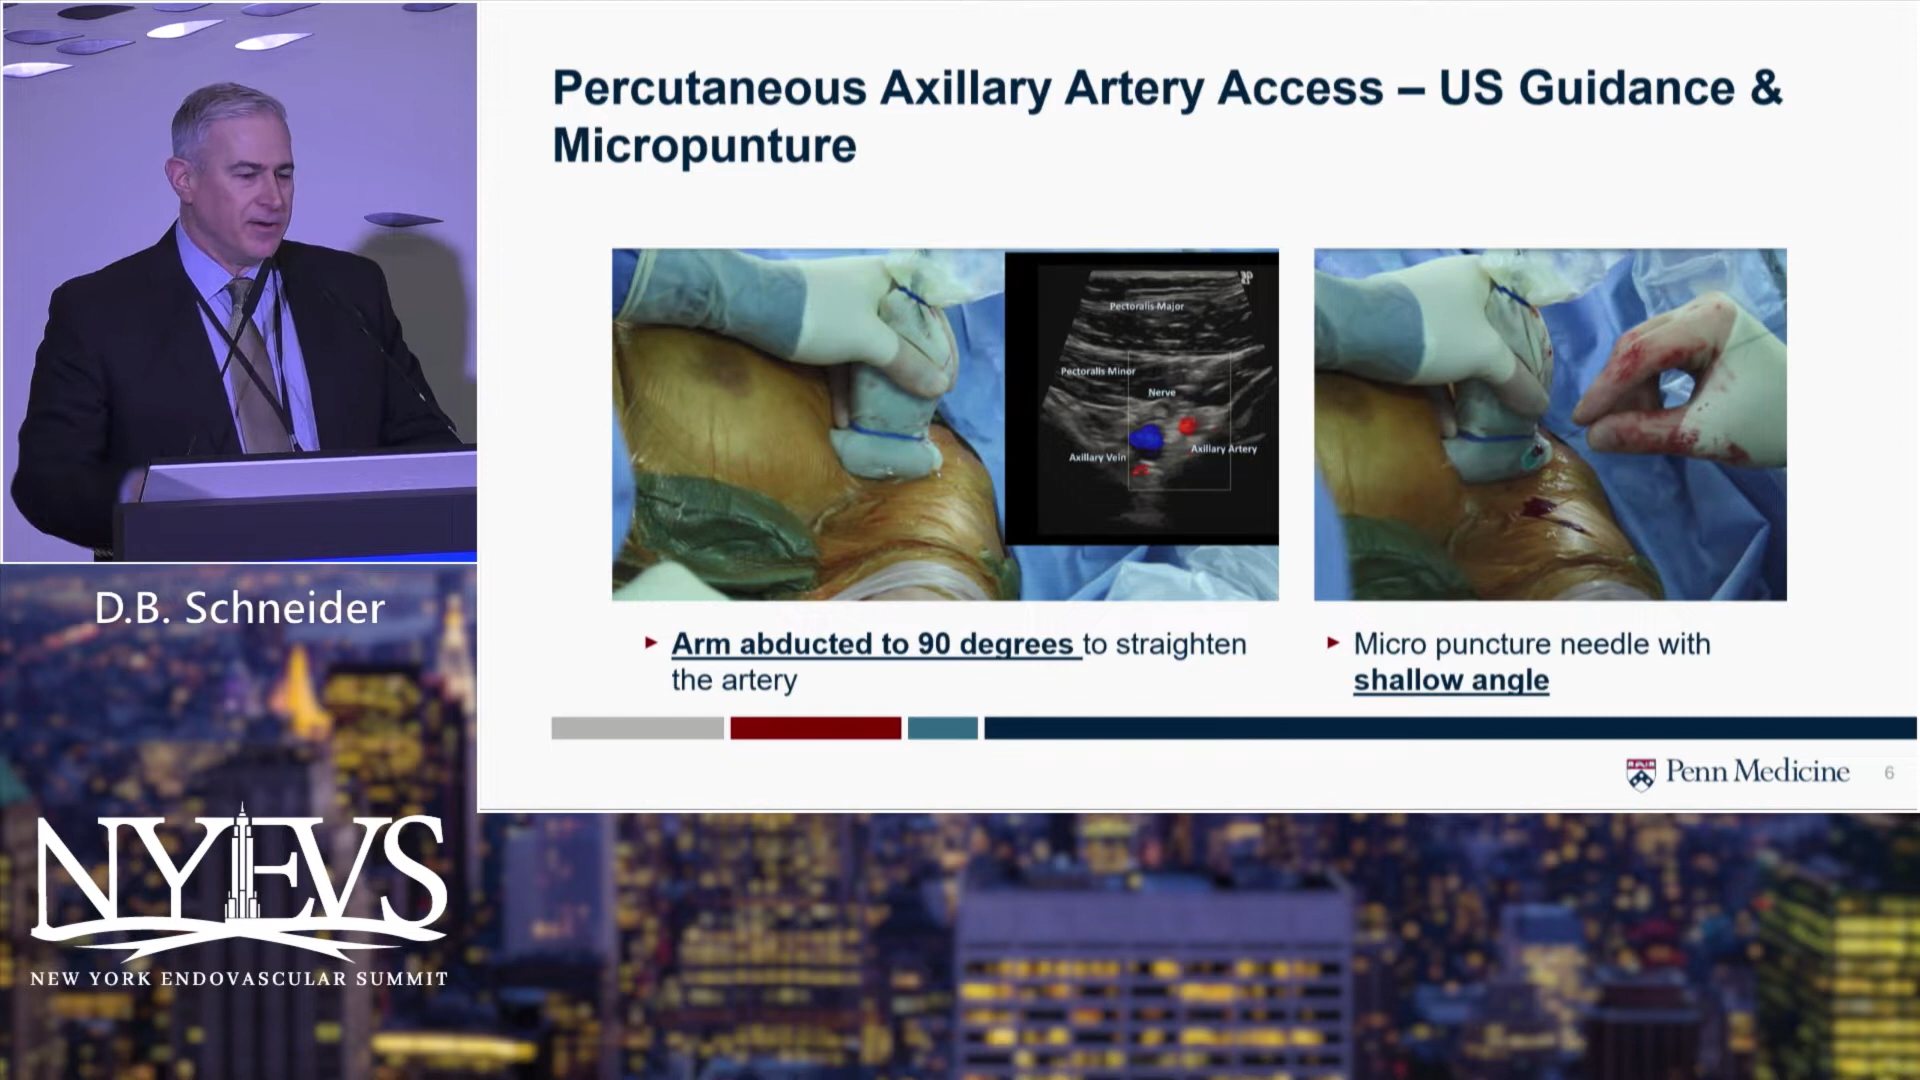 Percutaneous Axillary Artery Access – US Guidance &
Micropunture
Pectoralis Major
Pectoralis Minor
Nerve
Axillary Vein
Axillary Artery
▸ Arm abducted to 90 degrees to straighten
the artery
▸ Micro puncture needle with
shallow angle
Penn Medicine
6
D.B. Schneider
NYEVS
NEW YORK ENDOVASCULAR SUMMIT